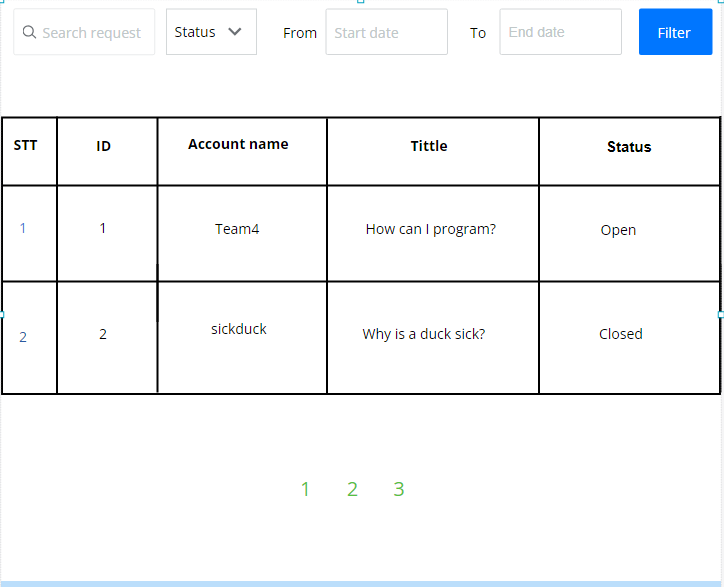 Search request Status From Start date To End date Filter
STT ID Account name Tittle Status
1 1 Team4 How can I program? Open
2 2 sickduck Why is a duck sick? Closed
1 2 3